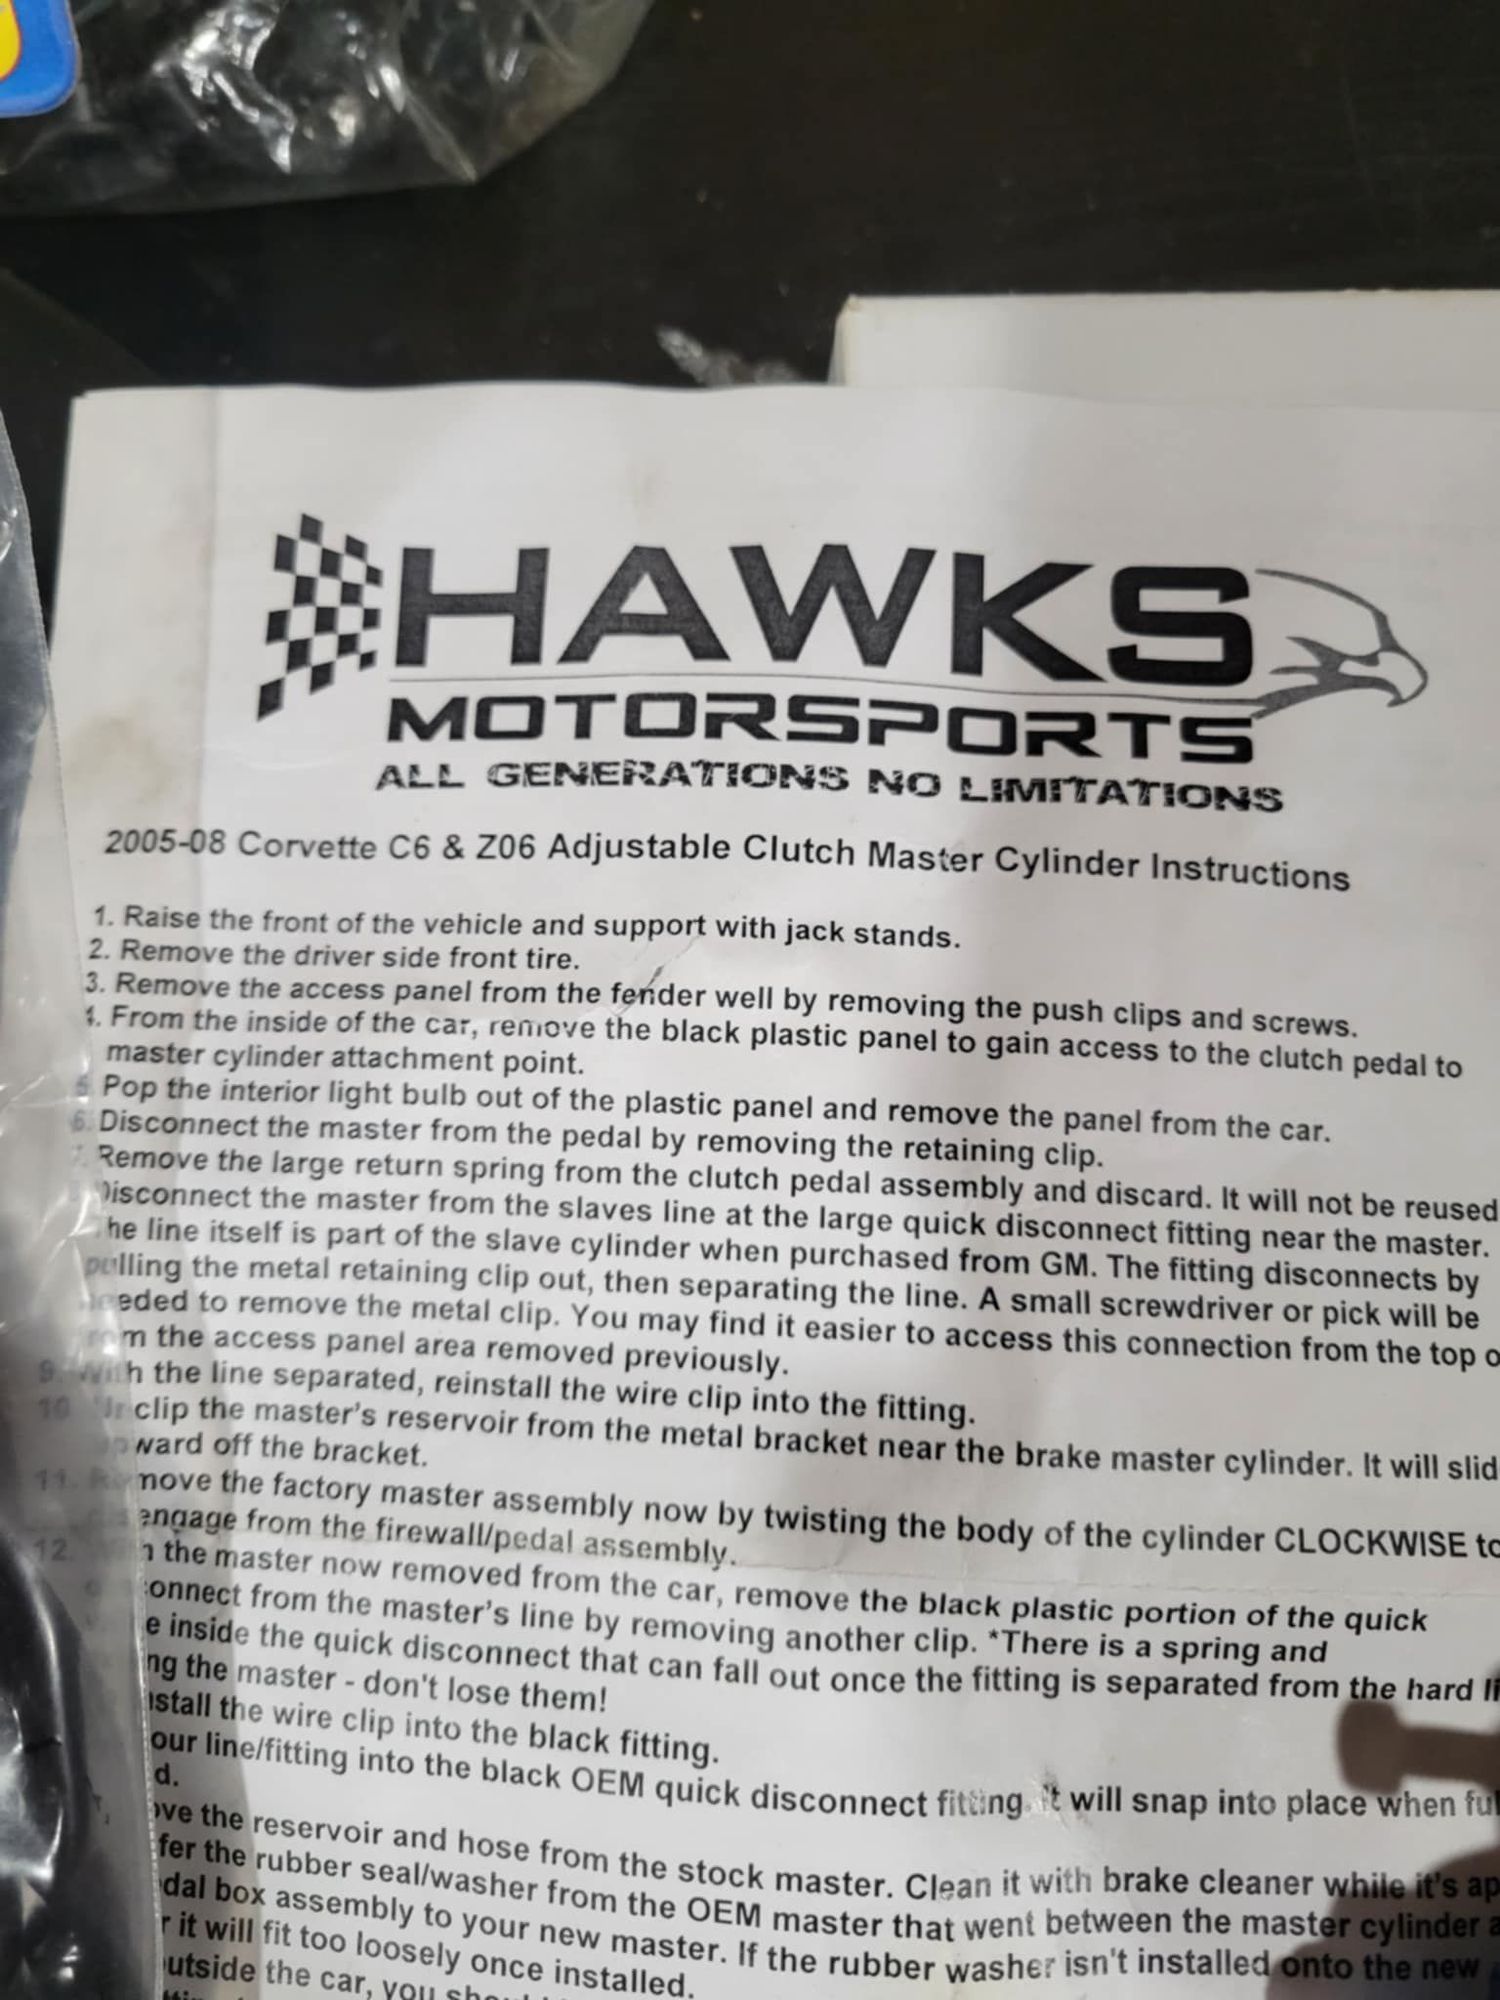 HAWKS
MOTORSPORTS
ALL GENERATIONS NO LIMITATIONS
2005-08 Corvette C6 & Z06 Adjustable Clutch Master Cylinder Instructions
1. Raise the front of the vehicle and support with jack stands.
2. Remove the driver side front tire.
3. Remove the access panel from the fender well by removing the push clips and screws.
4. From the inside of the car, remove the black plastic panel to gain access to the clutch pedal to
master cylinder attachment point.
5 Pop the interior light bulb out of the plastic panel and remove the panel from the car.
6. Disconnect the master from the pedal by removing the retaining clip.
7. Remove the large return spring from the clutch pedal assembly and discard. It will not be reused
Disconnect the master from the slaves line at the large quick disconnect fitting near the master.
The line itself is part of the slave cylinder when purchased from GM. The fitting disconnects by
pulling the metal retaining clip out, then separating the line. A small screwdriver or pick will be
needed to remove the metal clip. You may find it easier to access this connection from the top o
from the access panel area removed previously.
9. With the line separated, reinstall the wire clip into the fitting.
10 Unclip the master's reservoir from the metal bracket near the brake master cylinder. It will slid
upward off the bracket.
11. Remove the factory master assembly now by twisting the body of the cylinder CLOCKWISE to
disengage from the firewall/pedal assembly.
12. the master now removed from the car, remove the black plastic portion of the quick
connect from the master's line by removing another clip. *There is a spring and
e inside the quick disconnect that can fall out once the fitting is separated from the hard li
ng the master - don't lose them!
nstall the wire clip into the black fitting.
our line/fitting into the black OEM quick disconnect fitting. It will snap into place when ful
d.
ove the reservoir and hose from the stock master. Clean it with brake cleaner while it's ap
fer the rubber seal/washer from the OEM master that went between the master cylinder a
dal box assembly to your new master. If the rubber washer isn't installed onto the new
r it will fit too loosely once installed.
utside the car, you